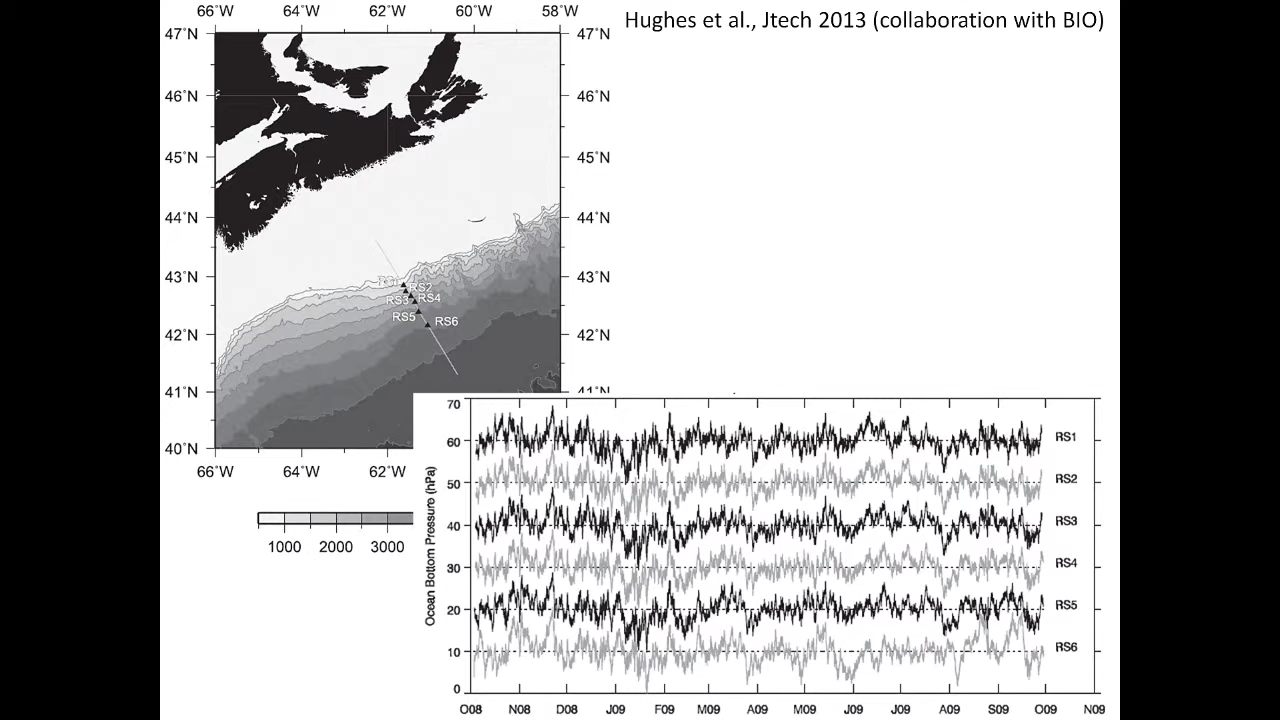 66˚W 64˚W 62˚W 60˚W 58˚W
Hughes et al., Jtech 2013 (collaboration with BIO)
47˚N 47˚N
46˚N 46˚N
45˚N 45˚N
44˚N 44˚N
43˚N 43˚N
RS2
RS3 RS4
RS5 RS6
42˚N 42˚N
41˚N 41˚N
40˚N
66˚W 64˚W 62˚W
1000 2000 3000
Ocean Bottom Pressure (hPa)
70
60 RS1
50 RS2
40 RS3
30 RS4
20 RS5
10 RS6
0
O08 N08 D08 J09 F09 M09 A09 M09 J09 J09 A09 S09 O09 N09